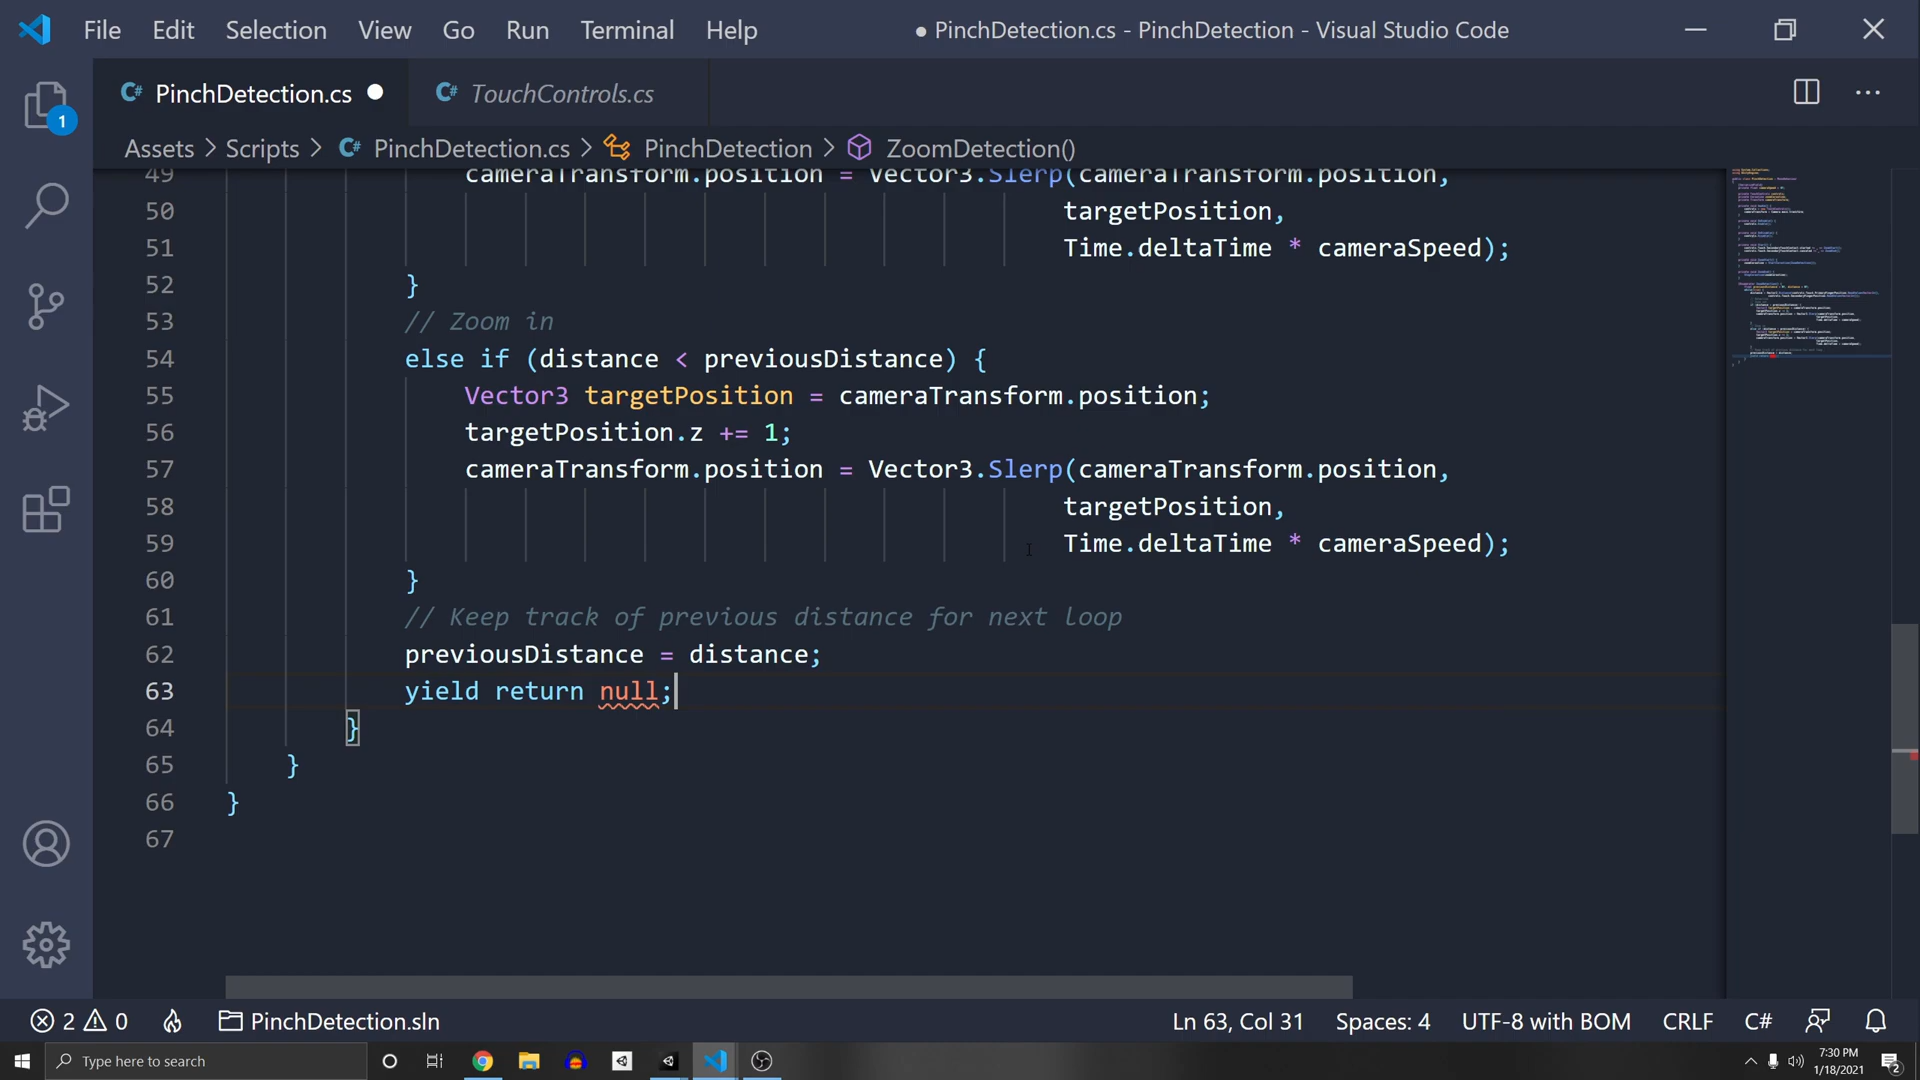 File Edit Selection View Go Run Terminal Help ● PinchDetection.cs - PinchDetection - Visual Studio Code
C# PinchDetection.cs C# TouchControls.cs
Assets > Scripts > C# PinchDetection.cs > PinchDetection > ZoomDetection()
1
49 cameraTransform.position = Vector3.Slerp(cameraTransform.position,
50 targetPosition,
51 Time.deltaTime * cameraSpeed);
52 }
53 // Zoom in
54 else if (distance < previousDistance) {
55 Vector3 targetPosition = cameraTransform.position;
56 targetPosition.z += 1;
57 cameraTransform.position = Vector3.Slerp(cameraTransform.position,
58 targetPosition,
59 Time.deltaTime * cameraSpeed);
60 }
61 // Keep track of previous distance for next loop
62 previousDistance = distance;
63 yield return null;
64 }
65 }
66 }
67
2 0 PinchDetection.sln Ln 63, Col 31 Spaces: 4 UTF-8 with BOM CRLF C#
Type here to search 7:30 PM
1/18/2021 2